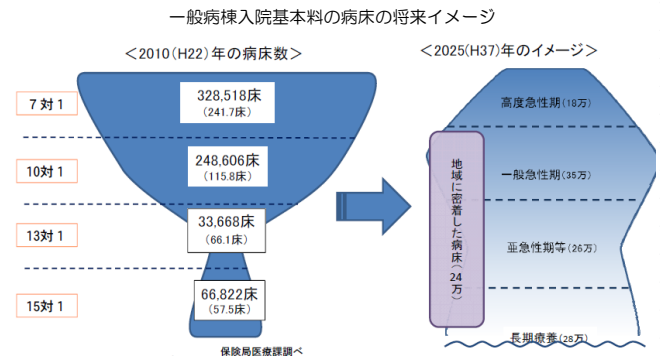 一般病棟入院基本料の病床の将来イメージ
＜2010(H22)年の病床数＞
＜2025(H37)年のイメージ＞
7対1
328,518床
(241.7床)
10対1
248,606床
(115.8床)
13対1
33,668床
(66.1床)
15対1
66,822床
(57.5床)
保険局医療課調べ
高度急性期(18万)
一般急性期(35万)
亜急性期等(26万)
長期療養(28万)
地域に密着した病床(24万)